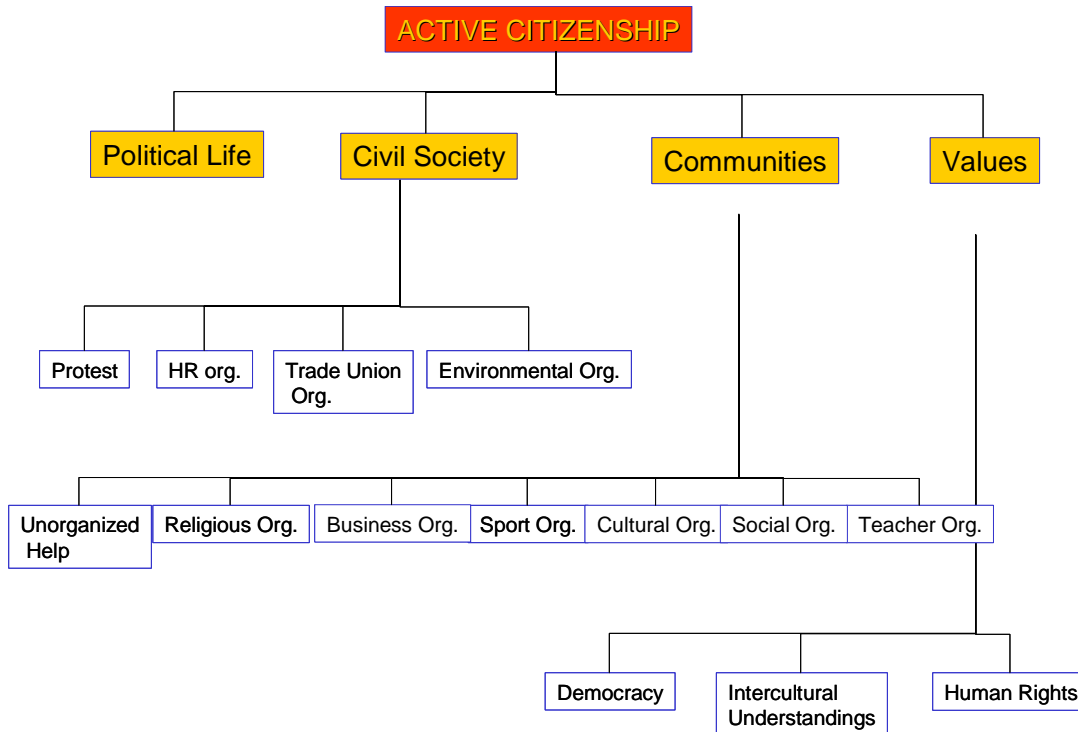 ACTIVE CITIZENSHIP
Political Life
Civil Society
Communities
Values
Protest
HR org.
Trade Union
Org.
Environmental Org.
Unorganized
Help
Religious Org.
Business Org.
Sport Org.
Cultural Org.
Social Org.
Teacher Org.
Democracy
Intercultural
Understandings
Human Rights